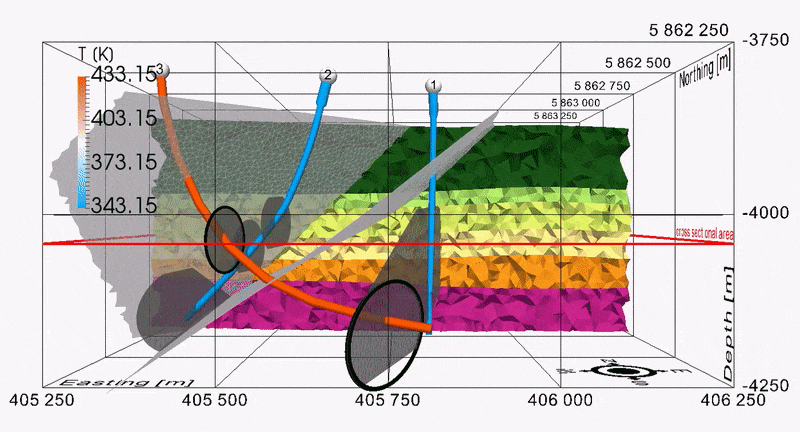 5 862 250
T (K)
-3750
433.15
3
2
1
5 862 500
Northing [m]
5 862 750
403.15
5 863 000
5 863 250
373.15
343.15
-4000
cross sectional area
Depth [m]
N
E
S
Easting [m]
-4250
405 250
405 500
405 750
406 000
406 250